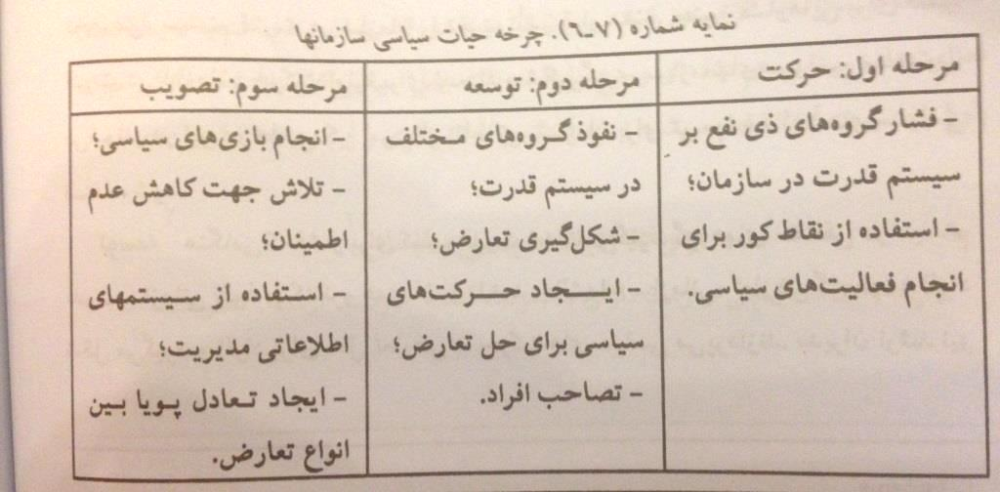 نمایه شماره (۷-۶). چرخه حیات سیاسی سازمانها
مرحله اول: حرکت
- فشار گروه‌های ذی نفع بر
سیستم قدرت در سازمان؛
- استفاده از نقاط کور برای
انجام فعالیت‌های سیاسی.
مرحله دوم: توسعه
- نفوذ گروه‌های مختلف
در سیستم قدرت؛
- شکل‌گیری تعارض؛
- ایجاد حرکت‌های
سیاسی برای حل تعارض؛
- تصاحب افراد.
مرحله سوم: تصویب
- انجام بازی‌های سیاسی؛
- تلاش جهت کاهش عدم
اطمینان؛
- استفاده از سیستمهای
اطلاعاتی مدیریت؛
- ایجاد تعادل پویا بین
انواع تعارض.